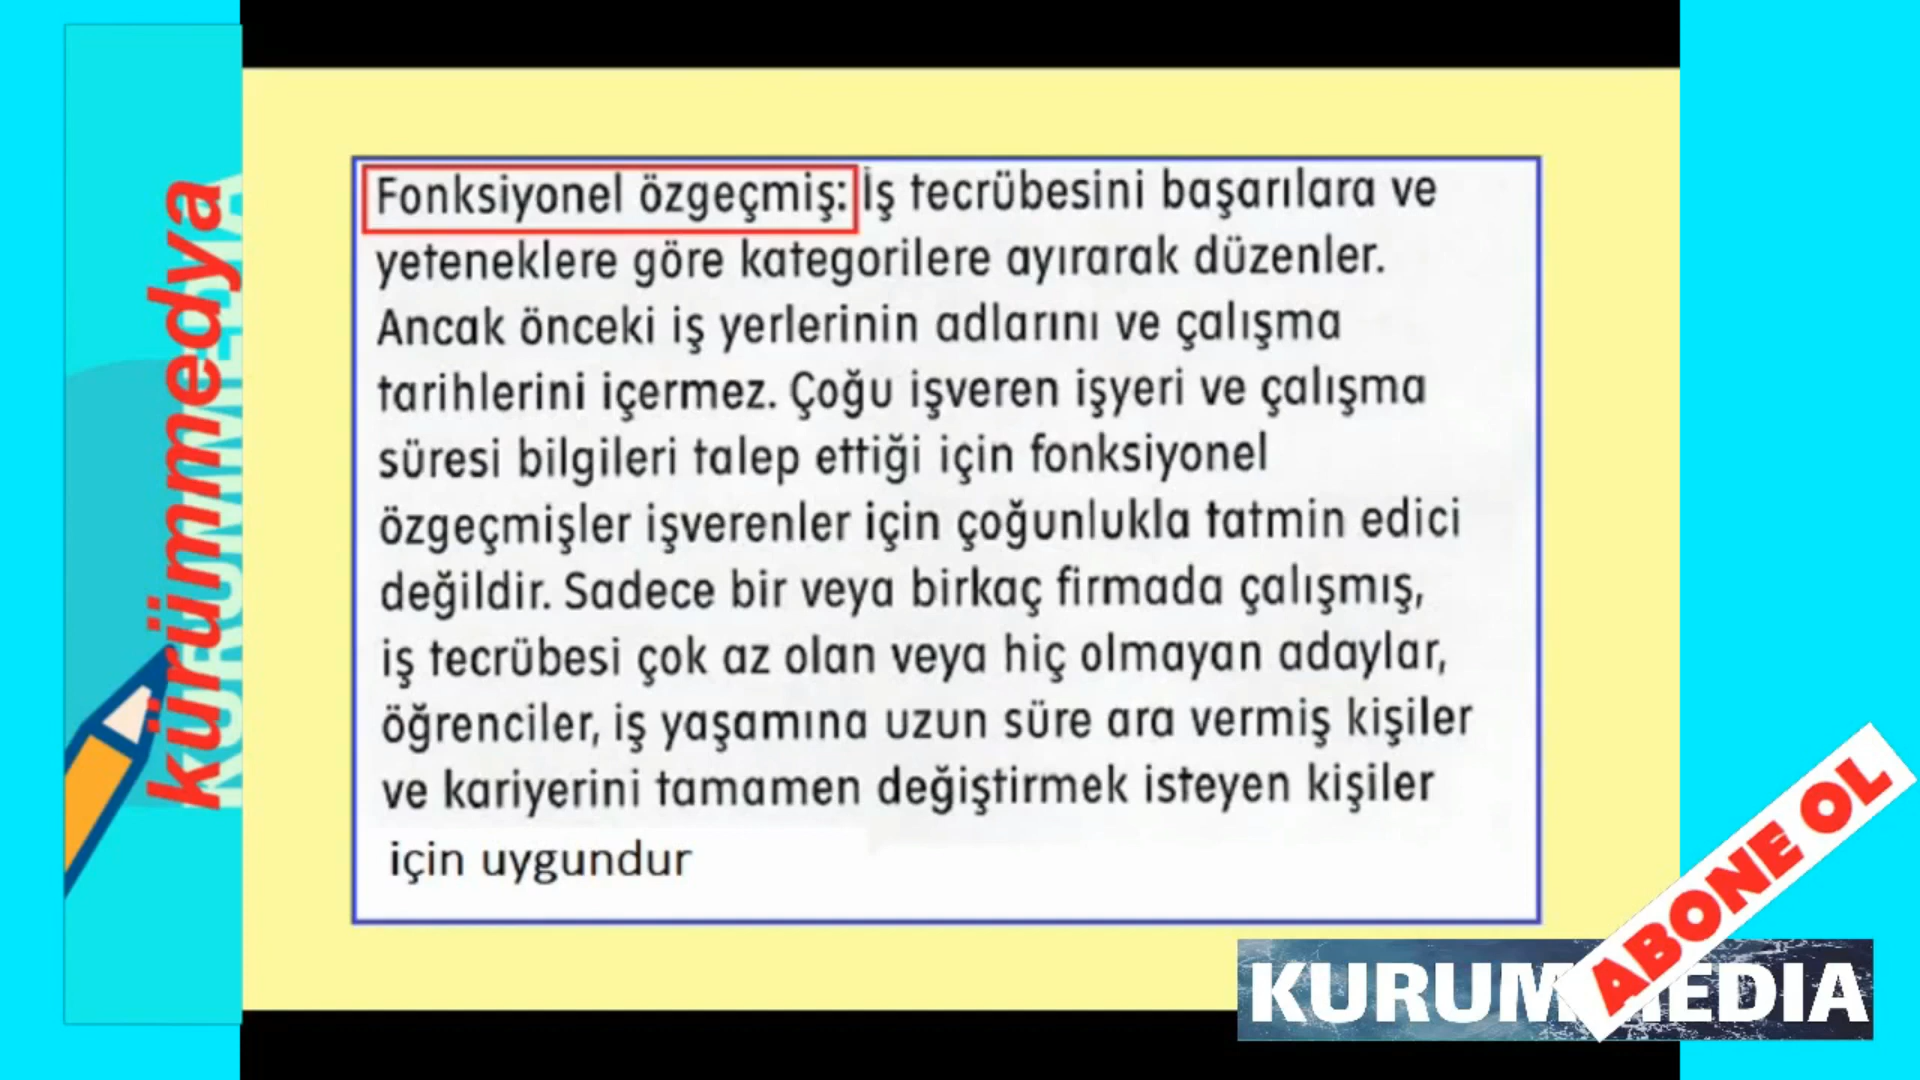 Fonksiyonel özgeçmiş: İş tecrübesini başarılara ve
yeteneklere göre kategorilere ayırarak düzenler.
Ancak önceki iş yerlerinin adlarını ve çalışma
tarihlerini içermez. Çoğu işveren işyeri ve çalışma
süresi bilgileri talep ettiği için fonksiyonel
özgeçmişler işverenler için çoğunlukla tatmin edici
değildir. Sadece bir veya birkaç firmada çalışmış,
iş tecrübesi çok az olan veya hiç olmayan adaylar,
öğrenciler, iş yaşamına uzun süre ara vermiş kişiler
ve kariyerini tamamen değiştirmek isteyen kişiler
için uygundur
kürümmedya
ABONE OL